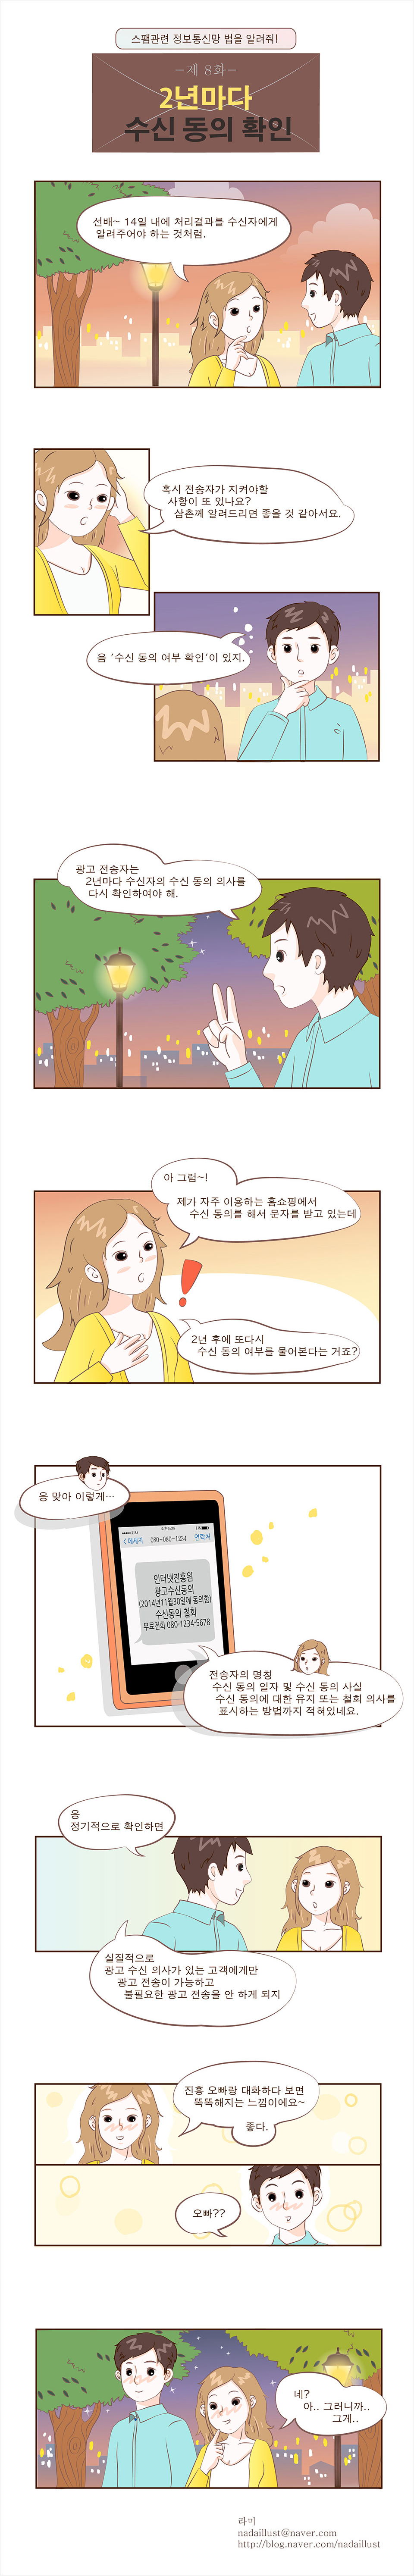 스팸관련 정보통신망 법을 알려줘!
-제 8화-
2년마다
수신 동의 확인
선배~ 14일 내에 처리결과를 수신자에게
알려주어야 하는 것처럼.
혹시 전송자가 지켜야할
사항이 또 있나요?
삼촌께 알려드리면 좋을 것 같아서요.
음 '수신 동의 여부 확인'이 있지.
광고 전송자는
2년마다 수신자의 수신 동의 의사를
다시 확인하여야 해.
아 그럼~!
제가 자주 이용하는 홈쇼핑에서
수신 동의를 해서 문자를 받고 있는데
2년 후에 또다시
수신 동의 여부를 물어본다는 거죠?
응 맞아 이렇게…
메세지 080-080-1234 연락처
인터넷진흥원
광고수신동의
(2014년11월30일에 동의함)
수신동의 철회
무료전화 080-1234-5678
전송자의 명칭
수신 동의 일자 및 수신 동의 사실
수신 동의에 대한 유지 또는 철회 의사를
표시하는 방법까지 적혀있네요.
응
정기적으로 확인하면
실질적으로
광고 수신 의사가 있는 고객에게만
광고 전송이 가능하고
불필요한 광고 전송을 안 하게 되지
진흥 오빠랑 대화하다 보면
똑똑해지는 느낌이에요~
좋다.
오빠??
네?
아.. 그러니까..
그게..
라미
nadaillust@naver.com
http://blog.naver.com/nadaillust